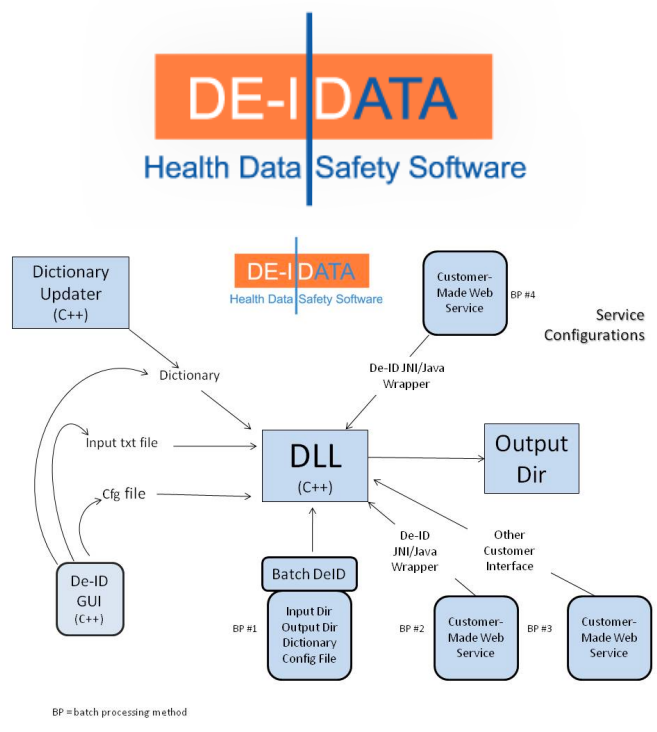 DE-IDATA
Health Data Safety Software
DE-IDATA
Health Data Safety Software
Service
Configurations
Dictionary
Updater
(C++)
Customer-
Made Web
Service
BP #4
De-ID JNI/Java
Wrapper
Dictionary
Input txt file
Cfg file
DLL
(C++)
Output
Dir
De-ID
GUI
(C++)
Batch DeID
Input Dir
Output Dir
Dictionary
Config File
BP #1
De-ID
JNI/Java
Wrapper
BP #2
Customer-
Made Web
Service
Other
Customer
Interface
BP #3
Customer-
Made Web
Service
BP = batch processing method